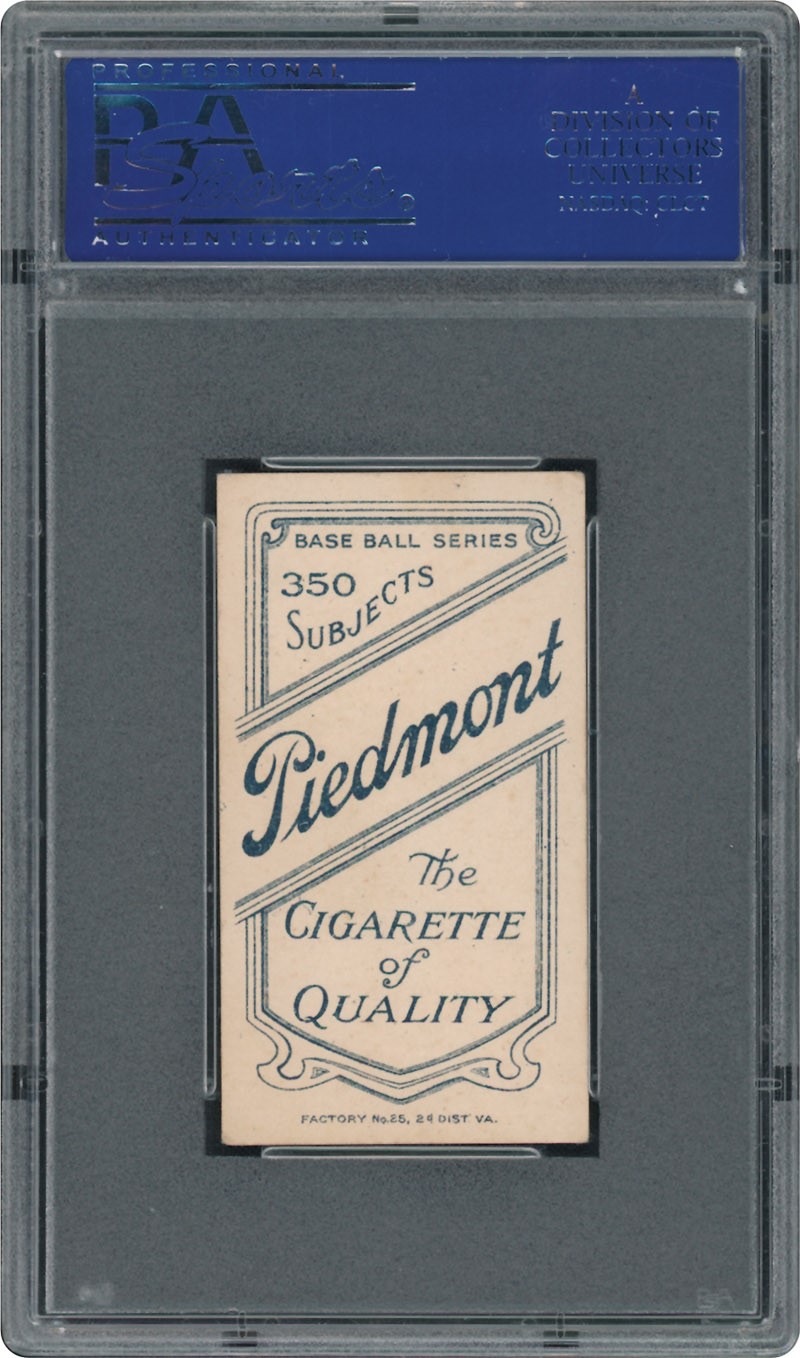 PROFESSIONAL
PSA
Sports
AUTHENTICATOR
A
DIVISION OF
COLLECTORS
UNIVERSE
NASDAQ: CLCT
BASE BALL SERIES
350
SUBJECTS
Piedmont
The
CIGARETTE
of
QUALITY
FACTORY No.25, 2d DIST VA.